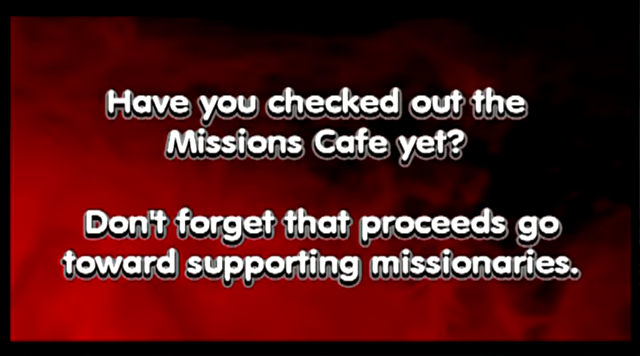 Have you checked out the
Missions Cafe yet?
Don't forget that proceeds go
toward supporting missionaries.